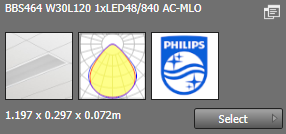 BBS464 W30L120 1xLED48/840 AC-MLO
PHILIPS
1.197 x 0.297 x 0.072m
Select